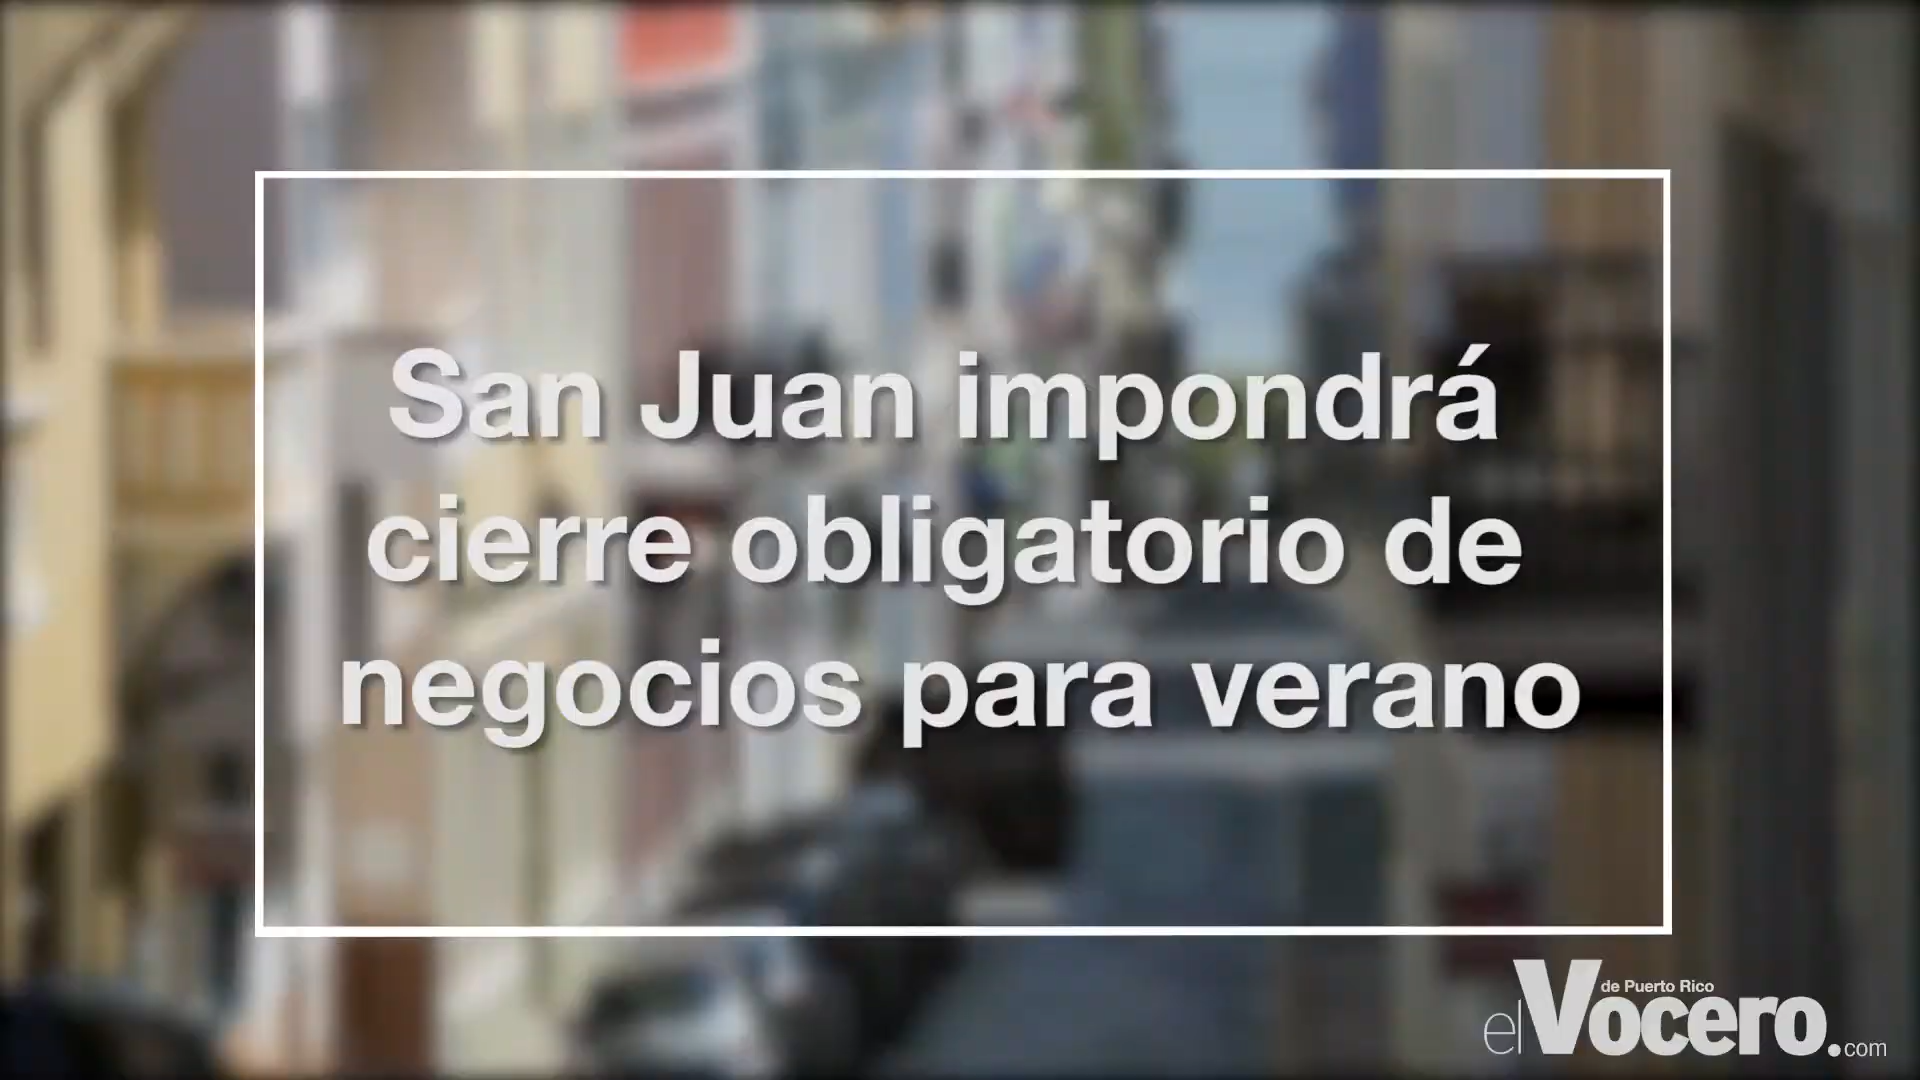 San Juan impondrá
cierre obligatorio de
negocios para verano
de Puerto Rico
elVocero.com